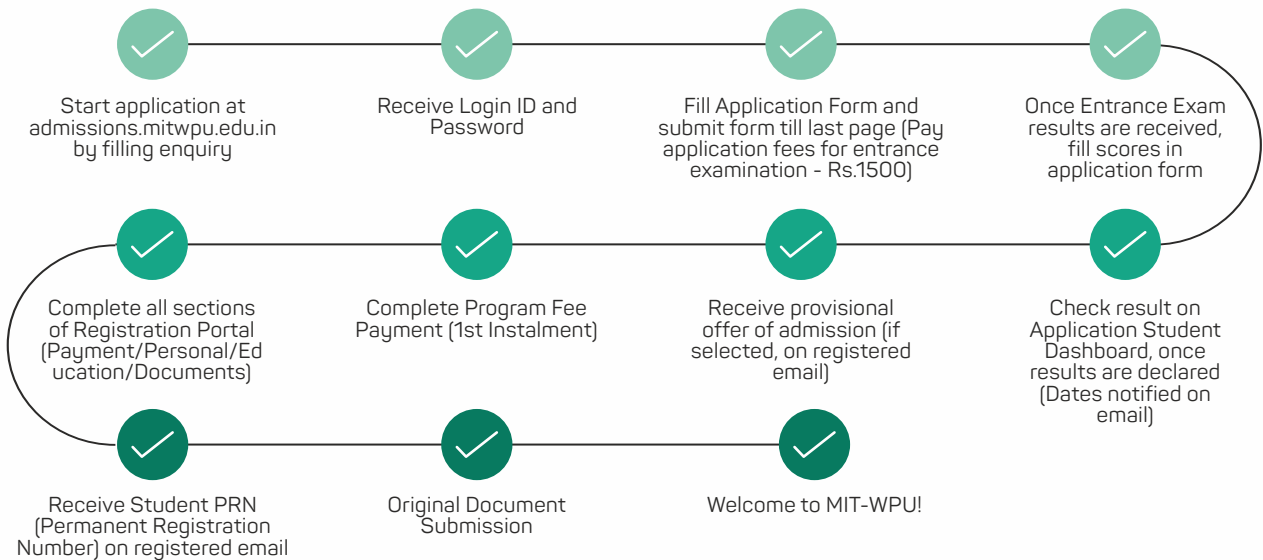 Start application at
admissions.mitwpu.edu.in
by filling enquiry
Receive Login ID and
Password
Fill Application Form and
submit form till last page (Pay
application fees for entrance
examination - Rs.1500)
Once Entrance Exam
results are received,
fill scores in
application form
Check result on
Application Student
Dashboard, once
results are declared
(Dates notified on
email)
Receive provisional
offer of admission (if
selected, on registered
email)
Complete Program Fee
Payment (1st Instalment)
Complete all sections
of Registration Portal
(Payment/Personal/Ed
ucation/Documents)
Receive Student PRN
(Permanent Registration
Number) on registered email
Original Document
Submission
Welcome to MIT-WPU!